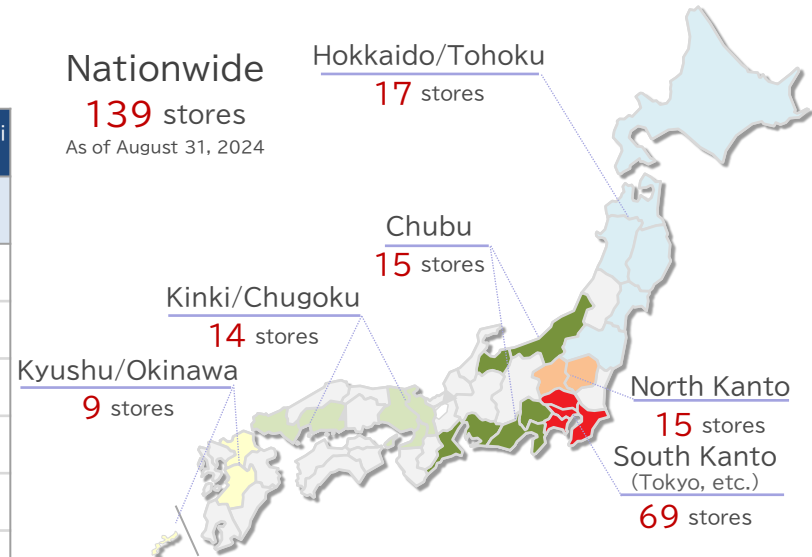 Nationwide
139 stores
As of August 31, 2024
i
Hokkaido/Tohoku
17 stores
Chubu
15 stores
Kinki/Chugoku
14 stores
Kyushu/Okinawa
9 stores
North Kanto
15 stores
South Kanto
(Tokyo, etc.)
69 stores